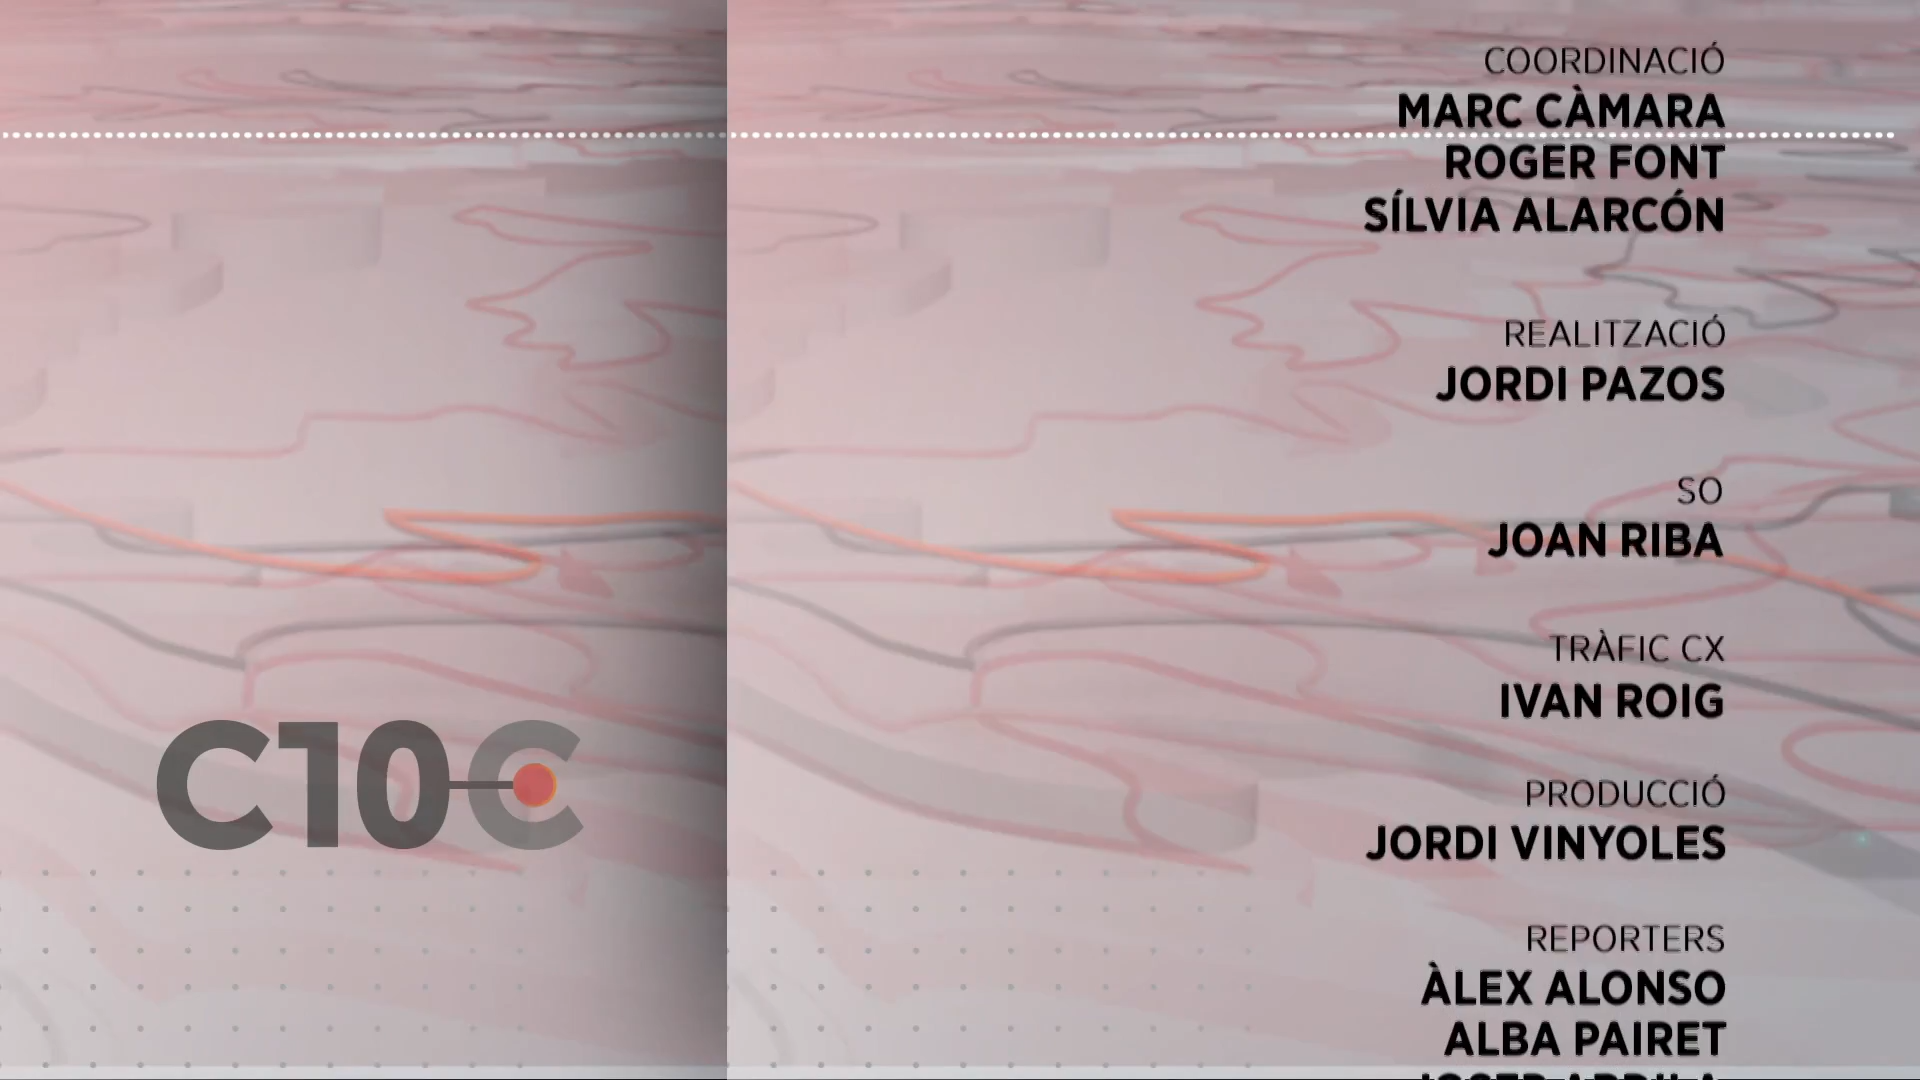 COORDINACIÓ
MARC CÀMARA
ROGER FONT
SÍLVIA ALARCÓN
REALITZACIÓ
JORDI PAZOS
SO
JOAN RIBA
TRÀFIC CX
IVAN ROIG
C10C
PRODUCCIÓ
JORDI VINYOLES
REPORTERS
ÀLEX ALONSO
ALBA PAIRET